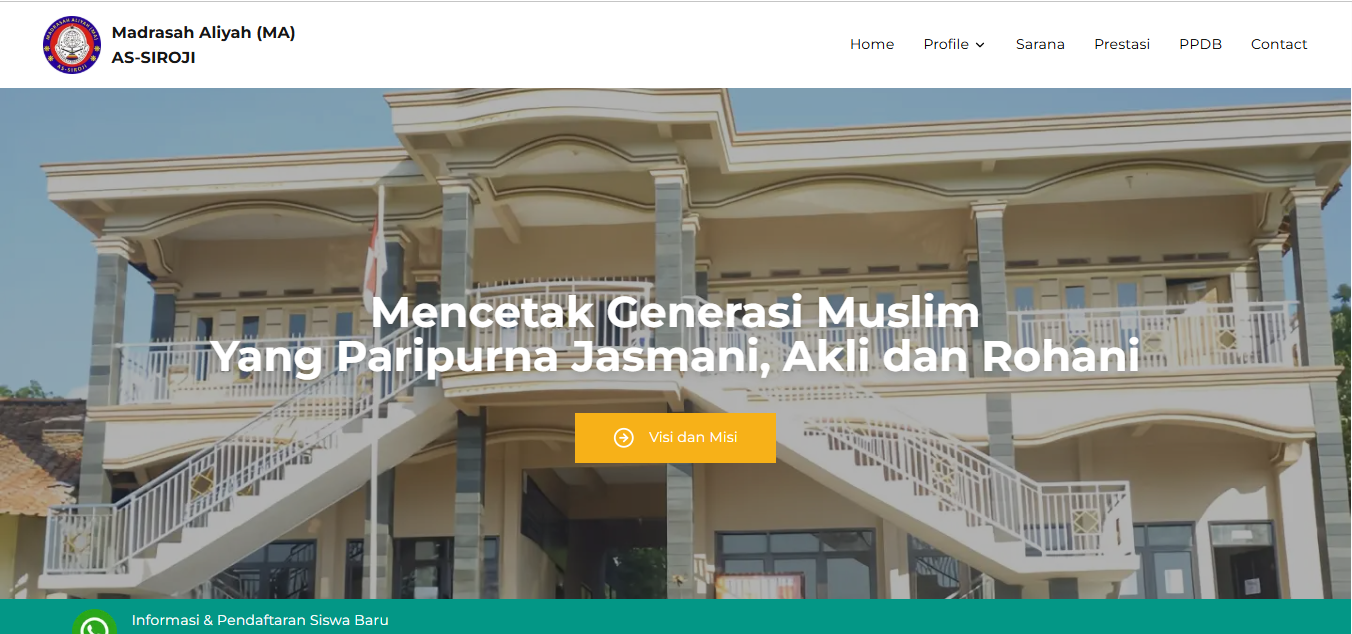 MADRASAH ALIYAH (MA)
AS-SIROJI
Madrasah Aliyah (MA)
AS-SIROJI
Home
Profile
Sarana
Prestasi
PPDB
Contact
Mencetak Generasi Muslim
Yang Paripurna Jasmani, Akli dan Rohani
Visi dan Misi
Informasi & Pendaftaran Siswa Baru